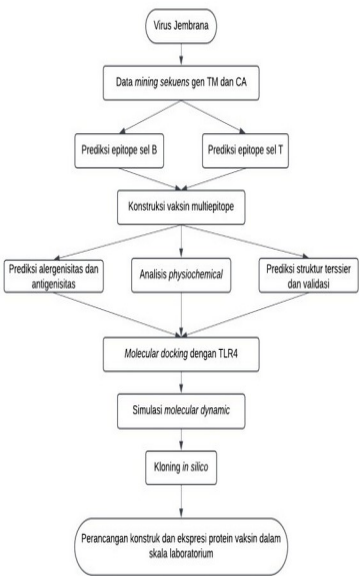 Virus Jembrana
Data mining sekuens gen TM dan CA
Prediksi epitope sel B
Prediksi epitope sel T
Konstruksi vaksin multiepitope
Prediksi alergenisitas dan
antigenisitas
Analisis physiochemical
Prediksi struktur terssier
dan validasi
Molecular docking dengan TLR4
Simulasi molecular dynamic
Kloning in silico
Perancangan konstruk dan ekspresi protein vaksin dalam
skala laboratorium